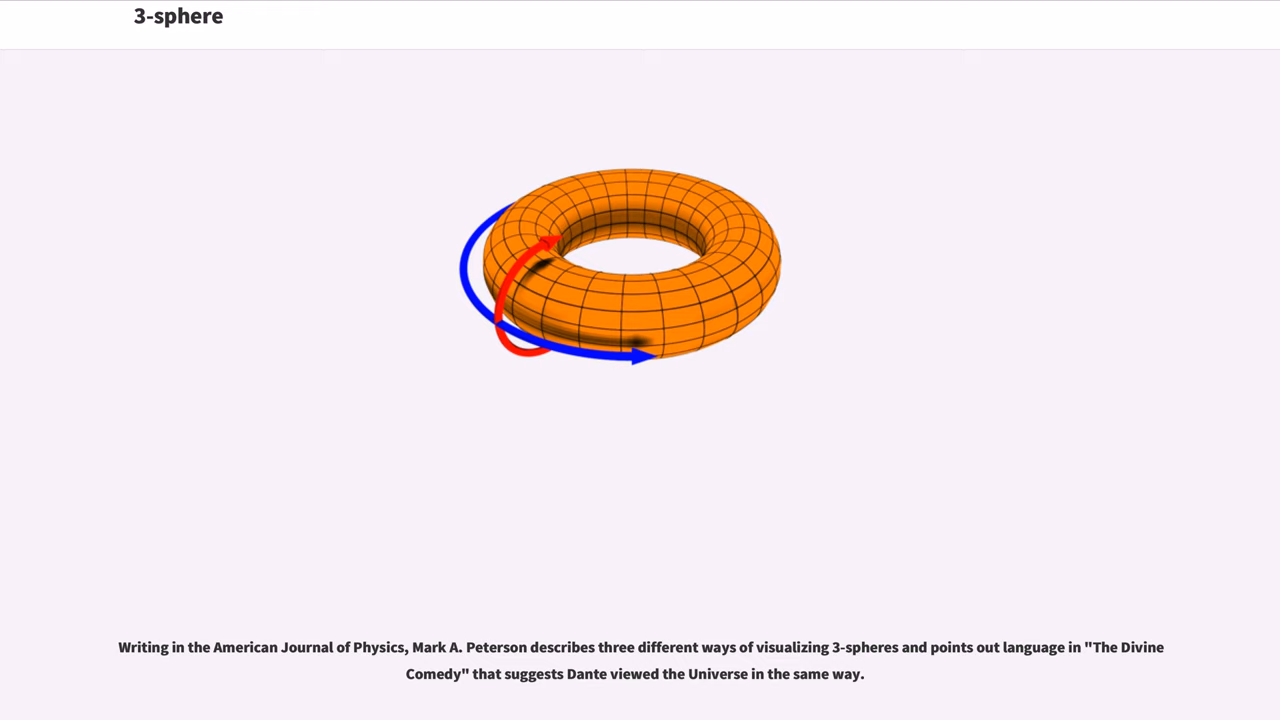 3-sphere
Writing in the American Journal of Physics, Mark A. Peterson describes three different ways of visualizing 3-spheres and points out language in "The Divine
Comedy" that suggests Dante viewed the Universe in the same way.